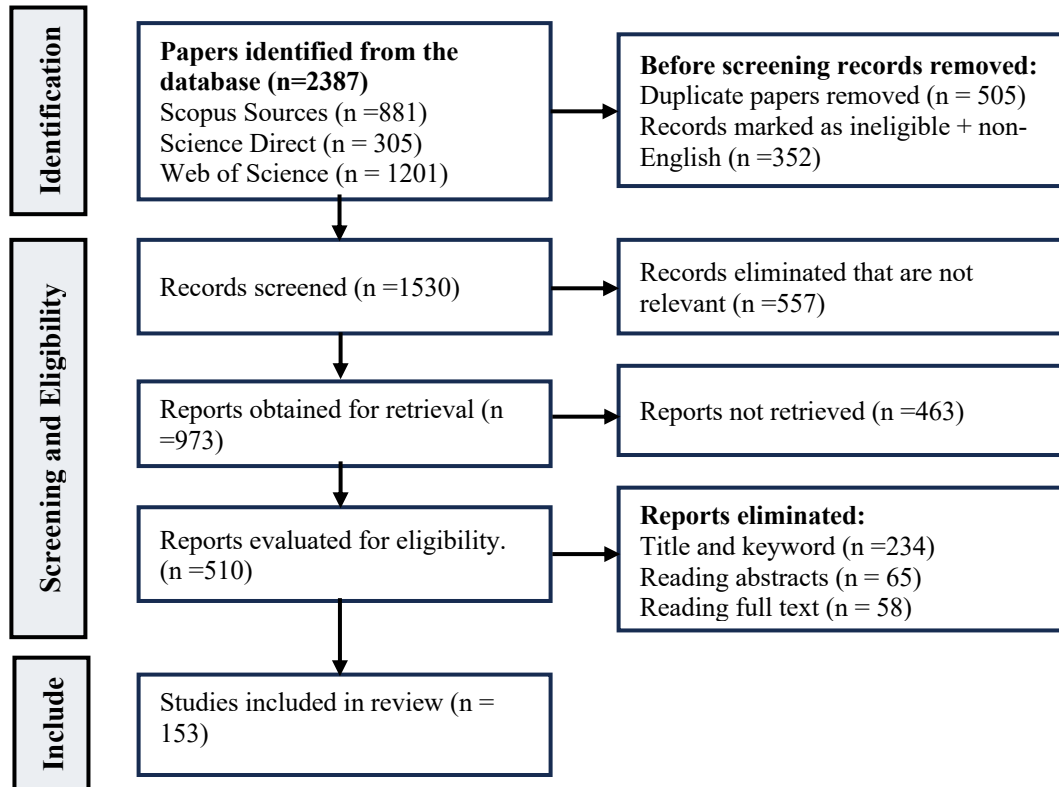 Identification
Papers identified from the
database (n=2387)
Scopus Sources (n =881)
Science Direct (n = 305)
Web of Science (n = 1201)
Before screening records removed:
Duplicate papers removed (n = 505)
Records marked as ineligible + non-
English (n =352)
Screening and Eligibility
Records screened (n =1530)
Records eliminated that are not
relevant (n =557)
Reports obtained for retrieval (n
=973)
Reports not retrieved (n =463)
Reports evaluated for eligibility.
(n =510)
Reports eliminated:
Title and keyword (n =234)
Reading abstracts (n = 65)
Reading full text (n = 58)
Include
Studies included in review (n =
153)